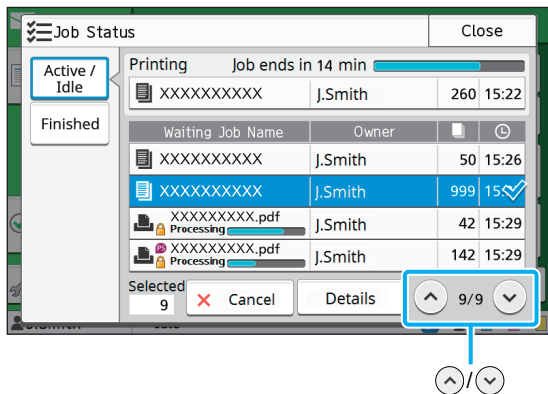 Job Status
Close
Active / Idle
Finished
Printing Job ends in 14 min
XXXXXXXXXX J.Smith 260 15:22
Waiting Job Name Owner
XXXXXXXXXX J.Smith 50 15:26
XXXXXXXXXX J.Smith 999
XXXXXXXXX.pdf J.Smith 42 15:29
Processing
PS XXXXXXXXX.pdf J.Smith 142 15:29
Processing
Selected
9 Cancel Details 9/9
/